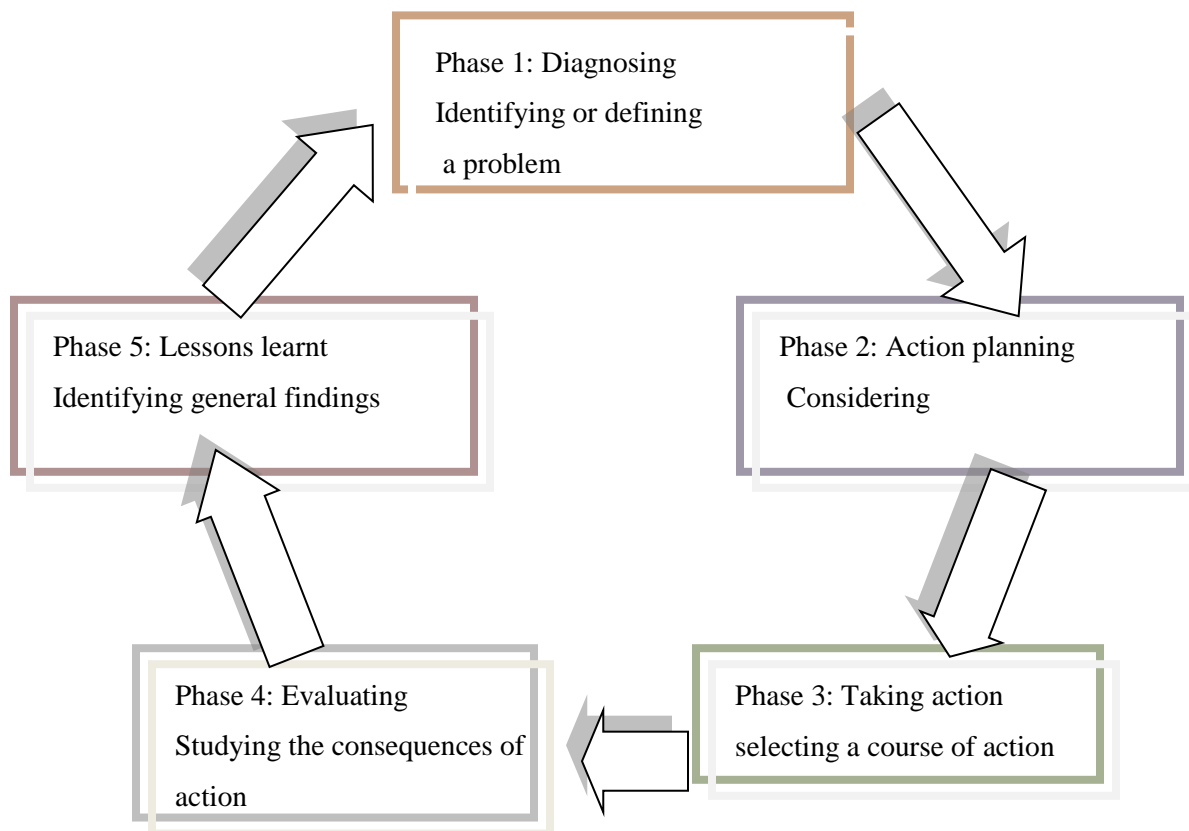 Phase 1: Diagnosing
Identifying or defining
a problem
Phase 2: Action planning
Considering
Phase 3: Taking action
selecting a course of action
Phase 4: Evaluating
Studying the consequences of
action
Phase 5: Lessons learnt
Identifying general findings